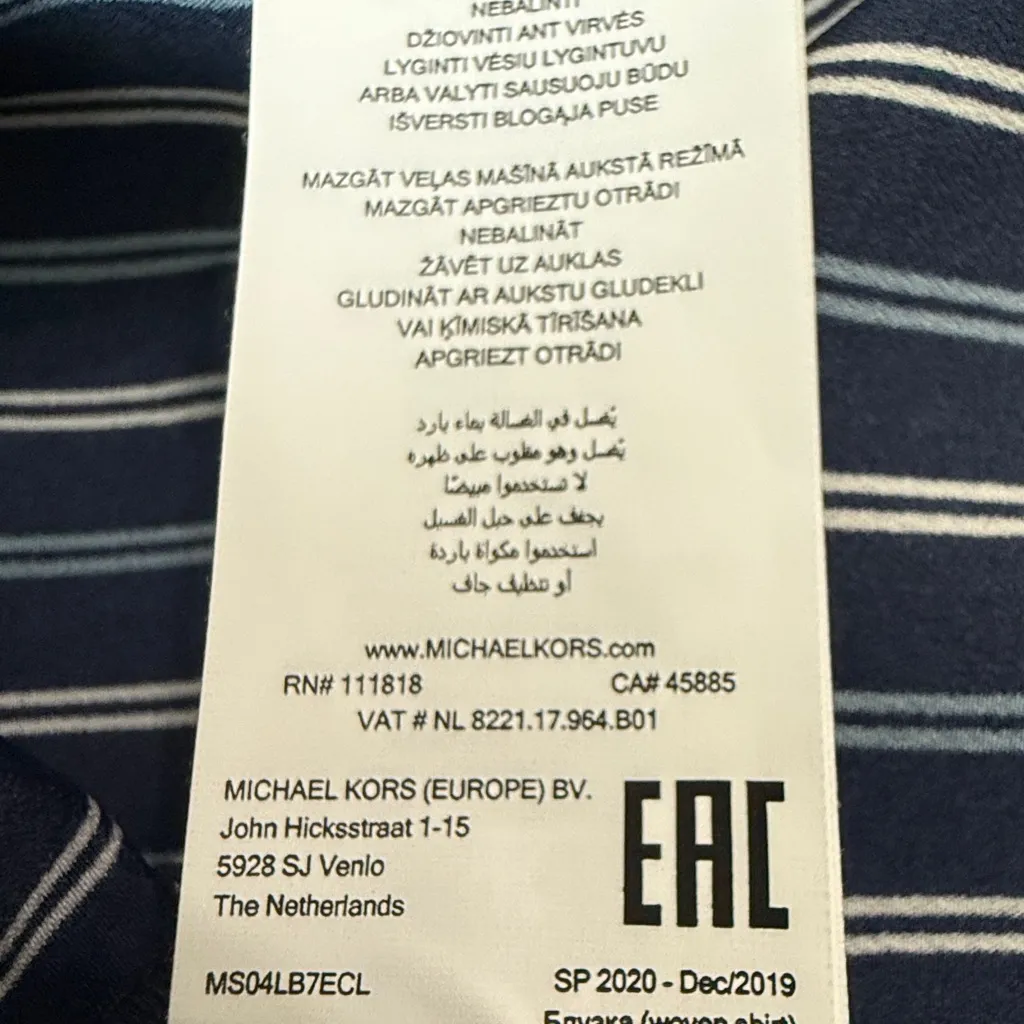 NEBALINTI
DŽIOVINTI ANT VIRVĖS
LYGINTI VĖSIU LYGINTUVU
ARBA VALYTI SAUSUOJU BŪDU
IŠVERSTI BLOGĄJA PUSE
MAZGĀT VEĻAS MAŠĪNĀ AUKSTĀ REŽĪMĀ
MAZGĀT APGRIEZTU OTRĀDI
NEBALINĀT
ŽĀVĒT UZ AUKLAS
GLUDINĀT AR AUKSTU GLUDEKLI
VAI ĶĪMISKĀ TĪRĪŠANA
APGRIEZT OTRĀDI
يُغسل في الغسالة بماء بارد
يُغسل وهو مقلوب على ظهره
لا تستخدموا مبيضًا
يجفف على حبل الغسيل
استخدموا مكواة باردة
أو تنظيف جاف
www.MICHAELKORS.com
RN# 111818 CA# 45885
VAT # NL 8221.17.964.B01
MICHAEL KORS (EUROPE) BV.
John Hicksstraat 1-15
5928 SJ Venlo
The Netherlands
EAC
MS04LB7ECL SP 2020 - Dec/2019
Блузка (woven shirt)